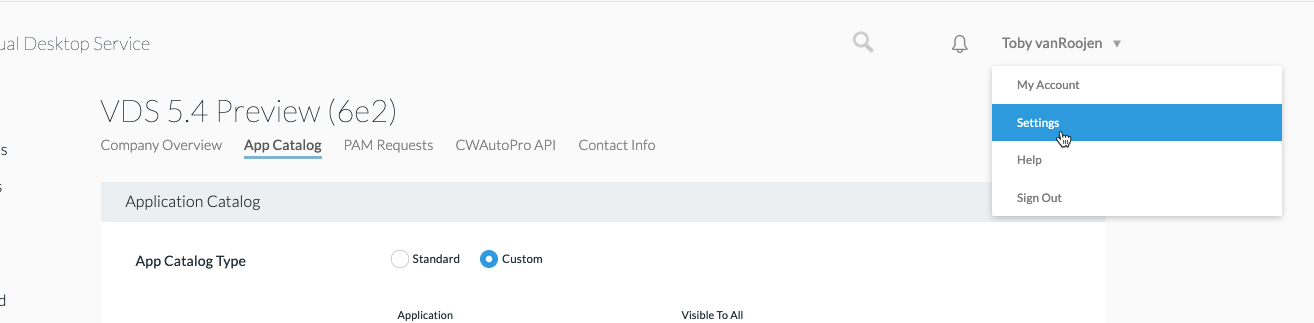 ual Desktop Service
Toby vanRoojen
My Account
Settings
Help
Sign Out
VDS 5.4 Preview (6e2)
Company Overview App Catalog PAM Requests CWAutoPro API Contact Info
s
s
d
Application Catalog
App Catalog Type Standard Custom
Application Visible To All